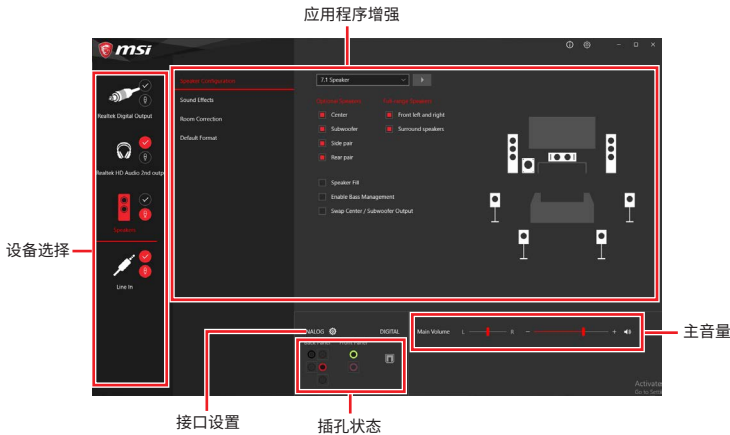 应用程序增强
msi
Speaker Configuration
Sound Effects
Room Correction
Default Format
7.1 Speaker
Optional Speakers
Full-range Speakers
Center
Subwoofer
Side pair
Rear pair
Front left and right
Surround speakers
Speaker Fill
Enable Bass Management
Swap Center / Subwoofer Output
Realtek Digital Output
Realtek HD Audio 2nd outp
Speakers
Line In
设备选择
ANALOG
Back Panel
Front Panel
DIGITAL
Main Volume
L
R
-
+
主音量
Activate
Go to Setti
接口设置
插孔状态